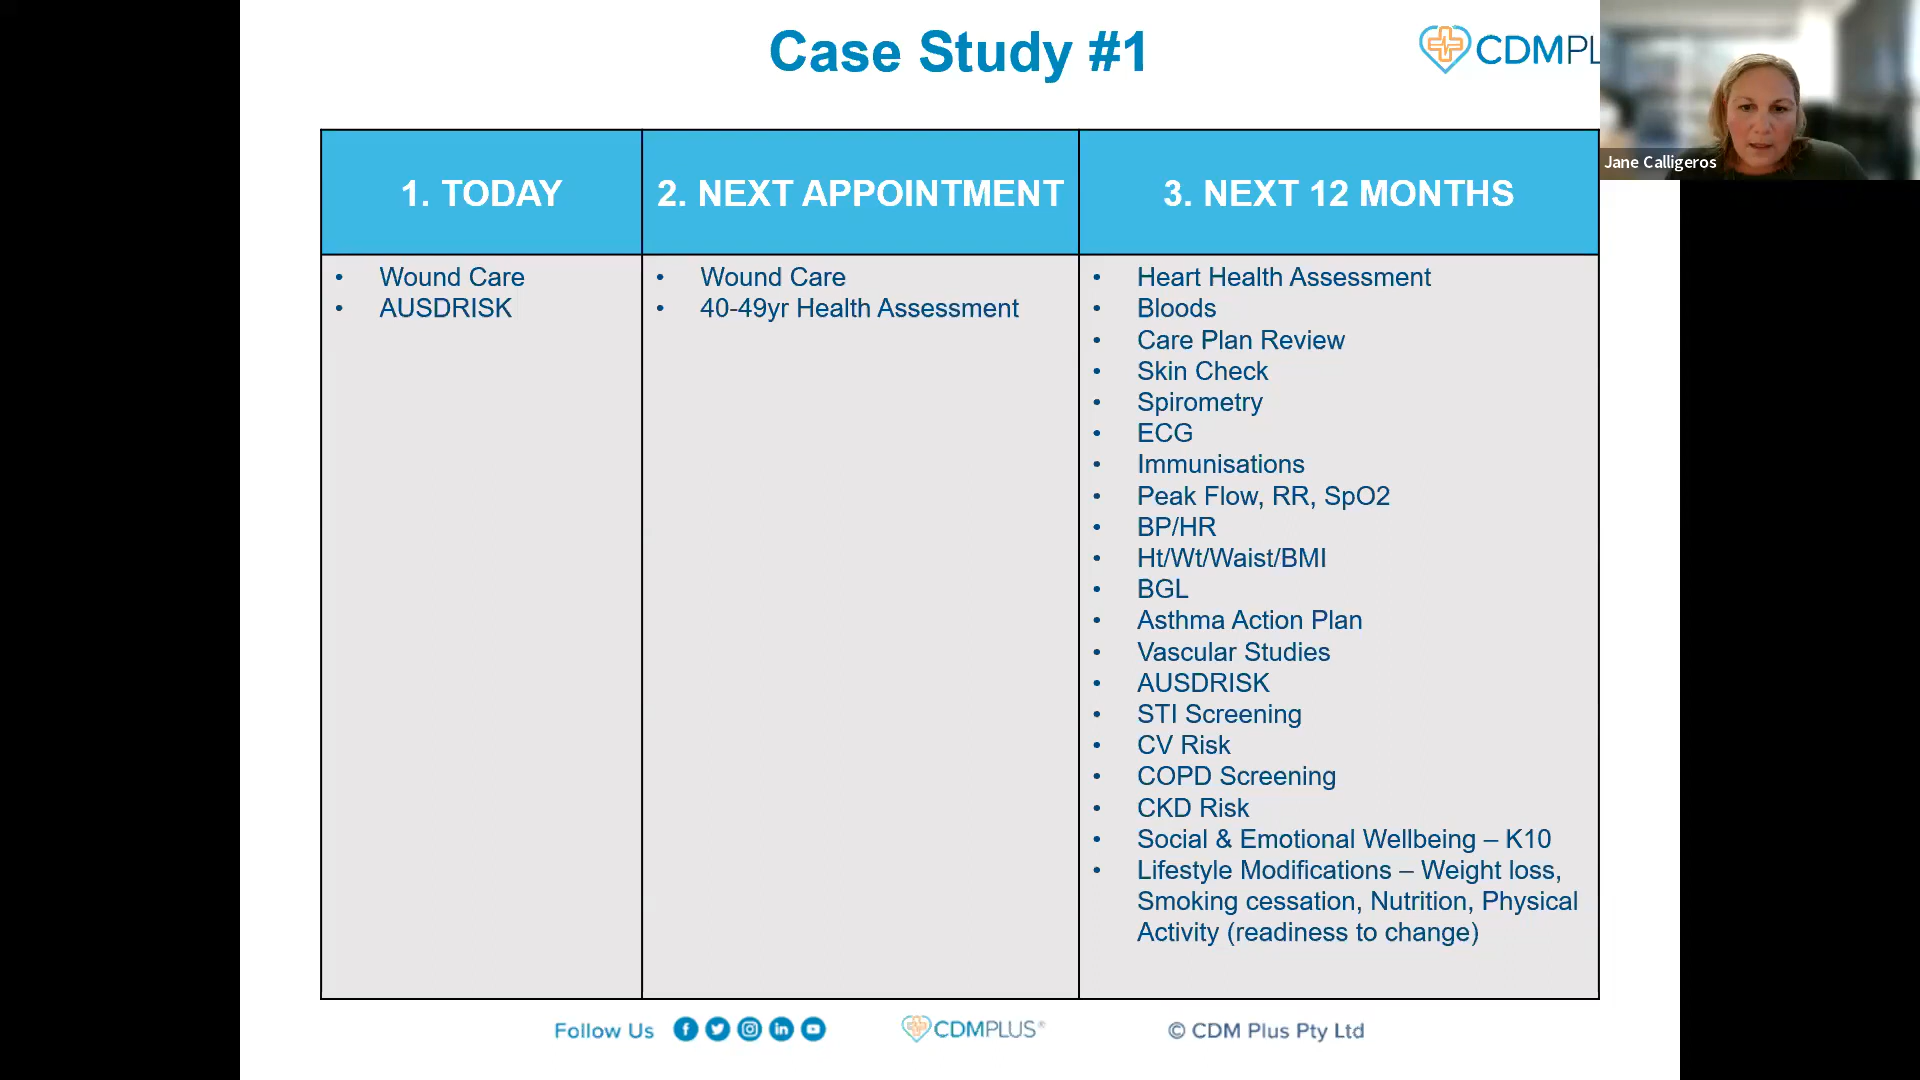 Case Study #1
CDMPL
Jane Calligeros
1. TODAY
2. NEXT APPOINTMENT
3. NEXT 12 MONTHS
• Wound Care
• AUSDRISK
• Wound Care
• 40-49yr Health Assessment
• Heart Health Assessment
• Bloods
• Care Plan Review
• Skin Check
• Spirometry
• ECG
• Immunisations
• Peak Flow, RR, SpO2
• BP/HR
• Ht/Wt/Waist/BMI
• BGL
• Asthma Action Plan
• Vascular Studies
• AUSDRISK
• STI Screening
• CV Risk
• COPD Screening
• CKD Risk
• Social & Emotional Wellbeing – K10
• Lifestyle Modifications – Weight loss,
Smoking cessation, Nutrition, Physical
Activity (readiness to change)
Follow Us
CDMPLUS®
© CDM Plus Pty Ltd